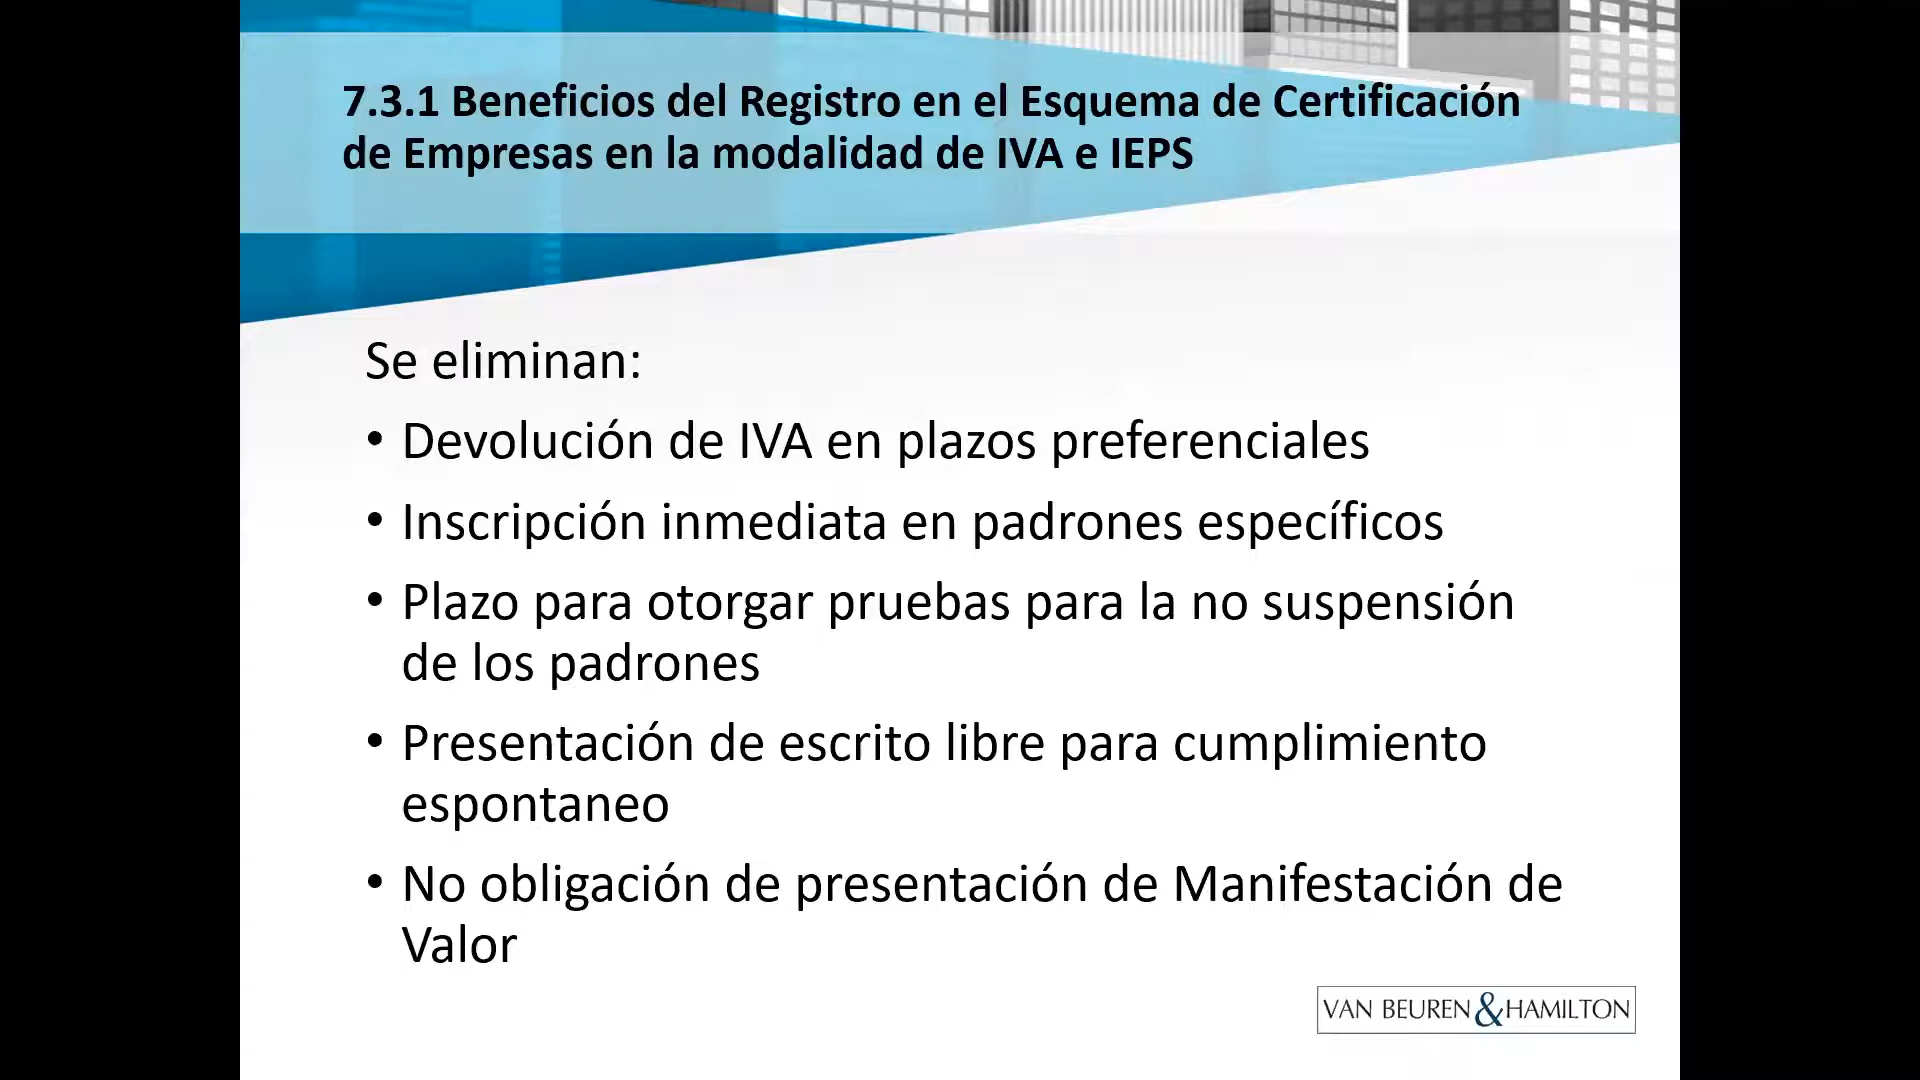 7.3.1 Beneficios del Registro en el Esquema de Certificación
de Empresas en la modalidad de IVA e IEPS
Se eliminan:
• Devolución de IVA en plazos preferenciales
• Inscripción inmediata en padrones específicos
• Plazo para otorgar pruebas para la no suspensión
de los padrones
• Presentación de escrito libre para cumplimiento
espontaneo
• No obligación de presentación de Manifestación de
Valor
VAN BEUREN & HAMILTON